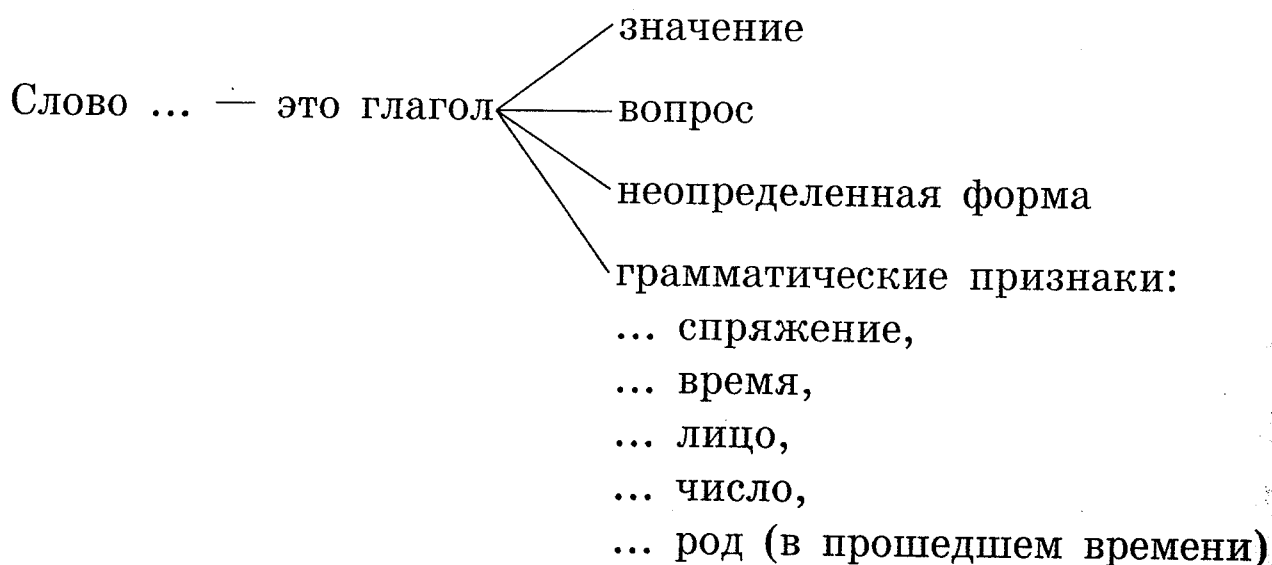 значение
Слово ... — это глагол вопрос
неопределенная форма
грамматические признаки:
... спряжение,
... время,
... лицо,
... число,
... род (в прошедшем времени)